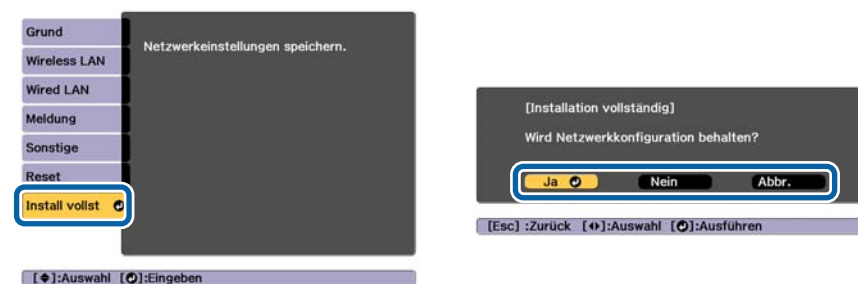 Grund
Wireless LAN
Wired LAN
Meldung
Sonstige
Reset
Install vollst
Netzwerkeinstellungen speichern.
[ ]:Auswahl [ ]:Eingeben
[Installation vollständig]
Wird Netzwerkkonfiguration behalten?
Ja Nein Abbr.
[Esc] :Zurück [ ]:Auswahl [ ]:Ausführen